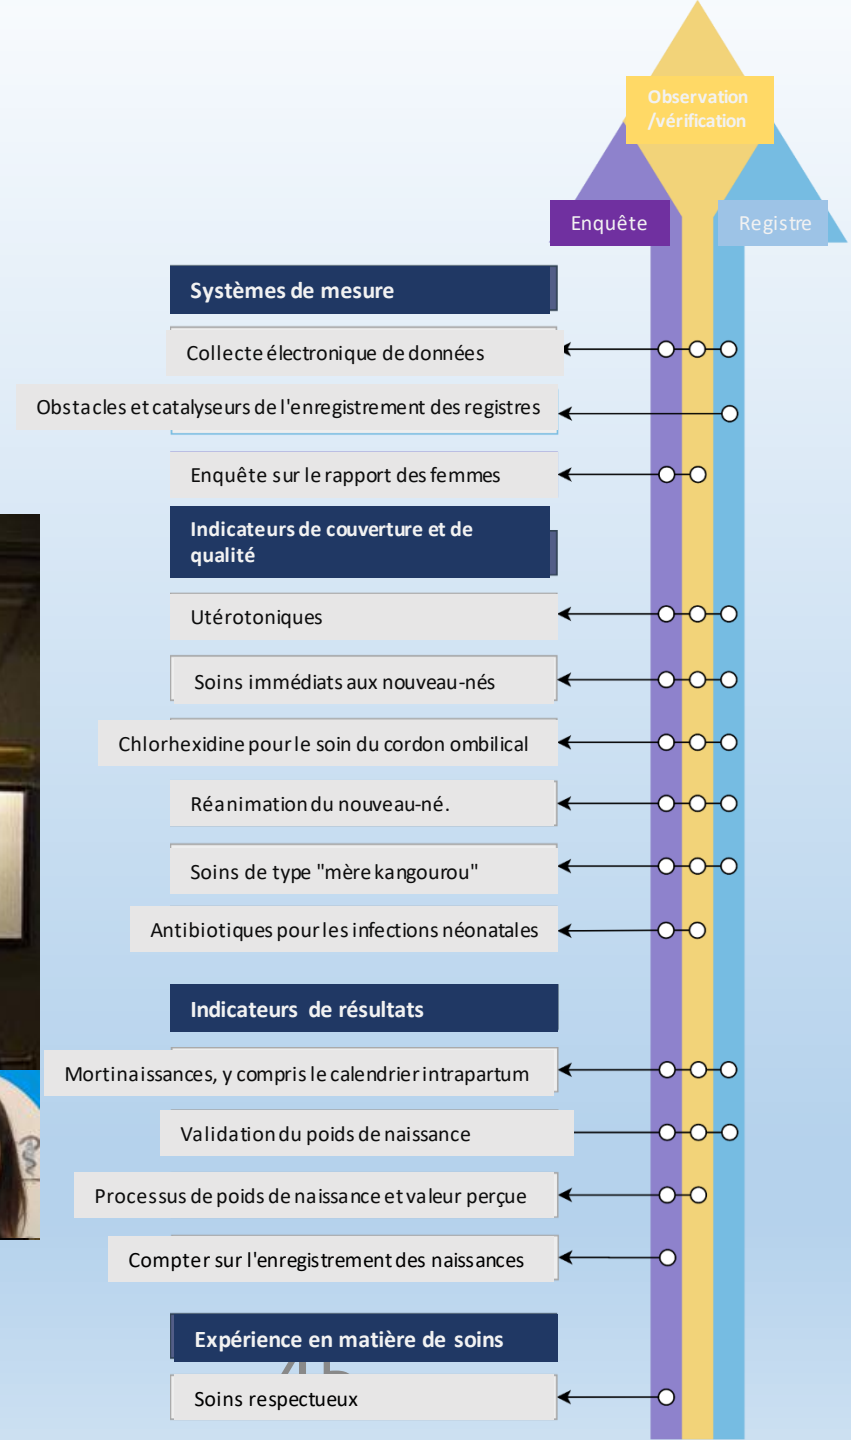 Observation
/vérification
Enquête
Registre
Systèmes de mesure
Collecte électronique de données
Obstacles et catalyseurs de l'enregistrement des registres
Enquête sur le rapport des femmes
Indicateurs de couverture et de
qualité
Utérotoniques
Soins immédiats aux nouveau-nés
Chlorhexidine pour le soin du cordon ombilical
Réanimation du nouveau-né.
Soins de type "mère kangourou"
Antibiotiques pour les infections néonatales
Indicateurs de résultats
Mortinaissances, y compris le calendrier intrapartum
Validation du poids de naissance
Processus de poids de naissance et valeur perçue
Compter sur l'enregistrement des naissances
Expérience en matière de soins
Soins respectueux